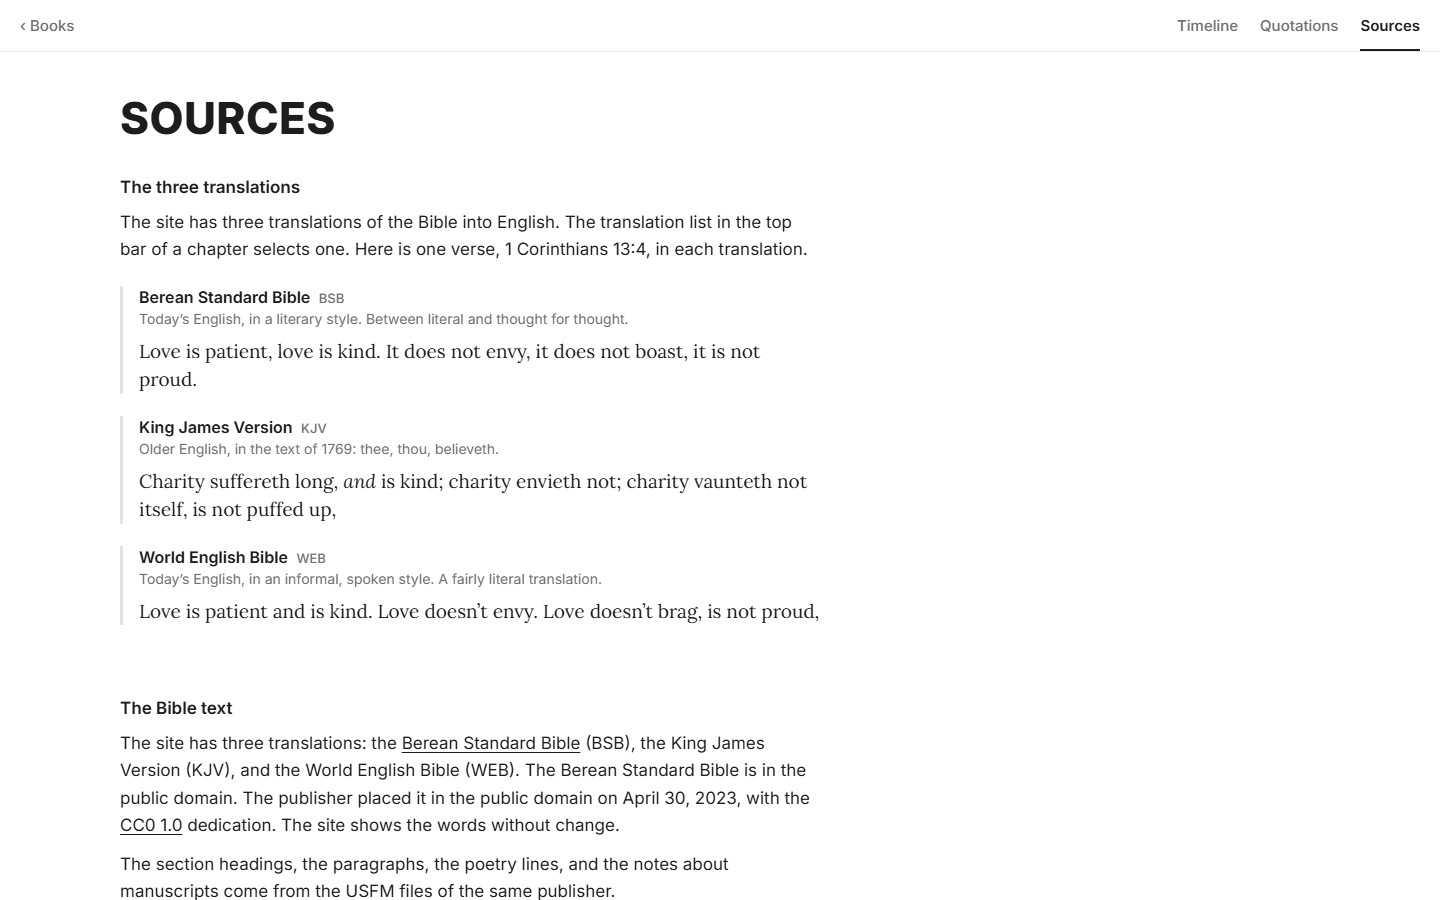 ‹ Books
Timeline
Quotations
Sources
SOURCES
The three translations
The site has three translations of the Bible into English. The translation list in the top
bar of a chapter selects one. Here is one verse, 1 Corinthians 13:4, in each translation.
Berean Standard Bible BSB
Today’s English, in a literary style. Between literal and thought for thought.
Love is patient, love is kind. It does not envy, it does not boast, it is not
proud.
King James Version KJV
Older English, in the text of 1769: thee, thou, believeth.
Charity suffereth long, and is kind; charity envieth not; charity vaunteth not
itself, is not puffed up,
World English Bible WEB
Today’s English, in an informal, spoken style. A fairly literal translation.
Love is patient and is kind. Love doesn’t envy. Love doesn’t brag, is not proud,
The Bible text
The site has three translations: the Berean Standard Bible (BSB), the King James
Version (KJV), and the World English Bible (WEB). The Berean Standard Bible is in the
public domain. The publisher placed it in the public domain on April 30, 2023, with the
CC0 1.0 dedication. The site shows the words without change.
The section headings, the paragraphs, the poetry lines, and the notes about
manuscripts come from the USFM files of the same publisher.